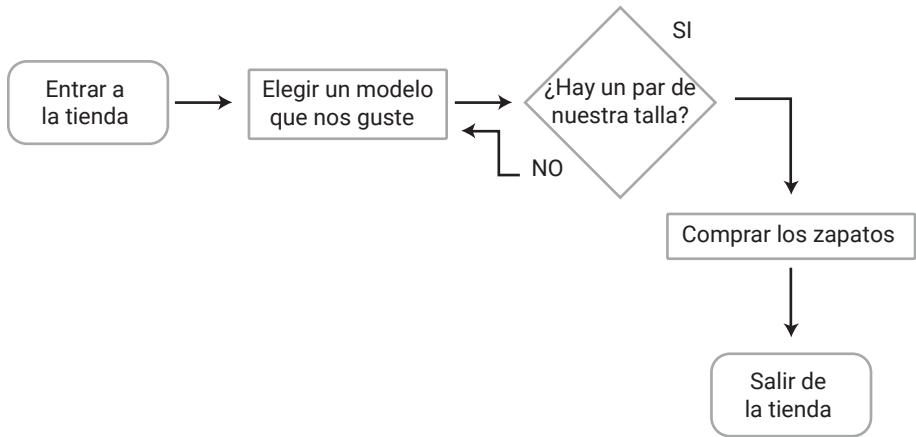 SI
Entrar a
la tienda
Elegir un modelo
que nos guste
¿Hay un par de
nuestra talla?
NO
Comprar los zapatos
Salir de
la tienda